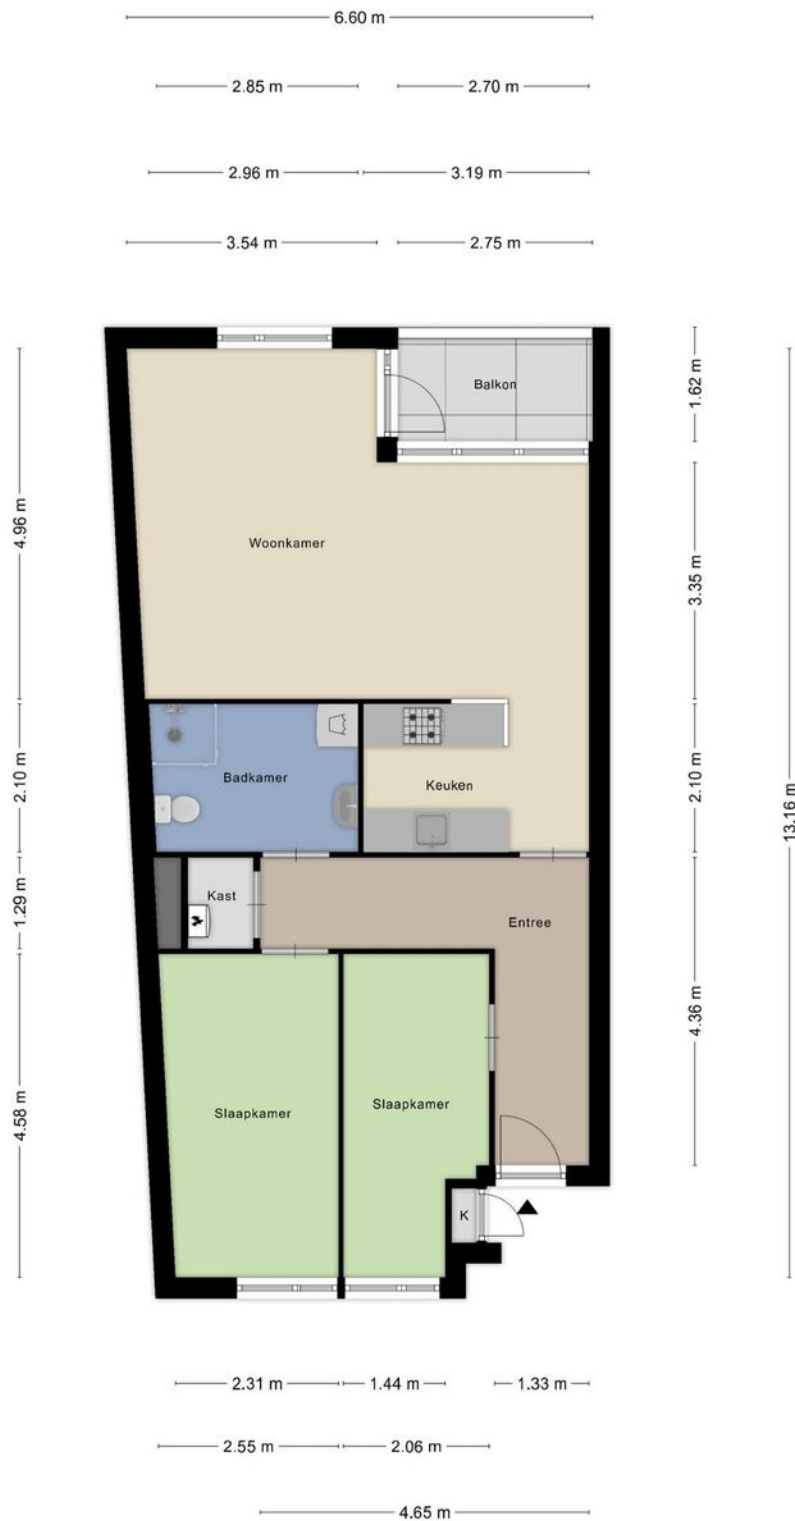 6.60 m
2.85 m
2.70 m
2.96 m
3.19 m
3.54 m
2.75 m
Balkon
1.62 m
4.96 m
Woonkamer
3.35 m
2.10 m
Badkamer
Keuken
2.10 m
13.16 m
1.29 m
Kast
Entree
4.36 m
4.58 m
Slaapkamer
Slaapkamer
K
2.31 m
1.44 m
1.33 m
2.55 m
2.06 m
4.65 m